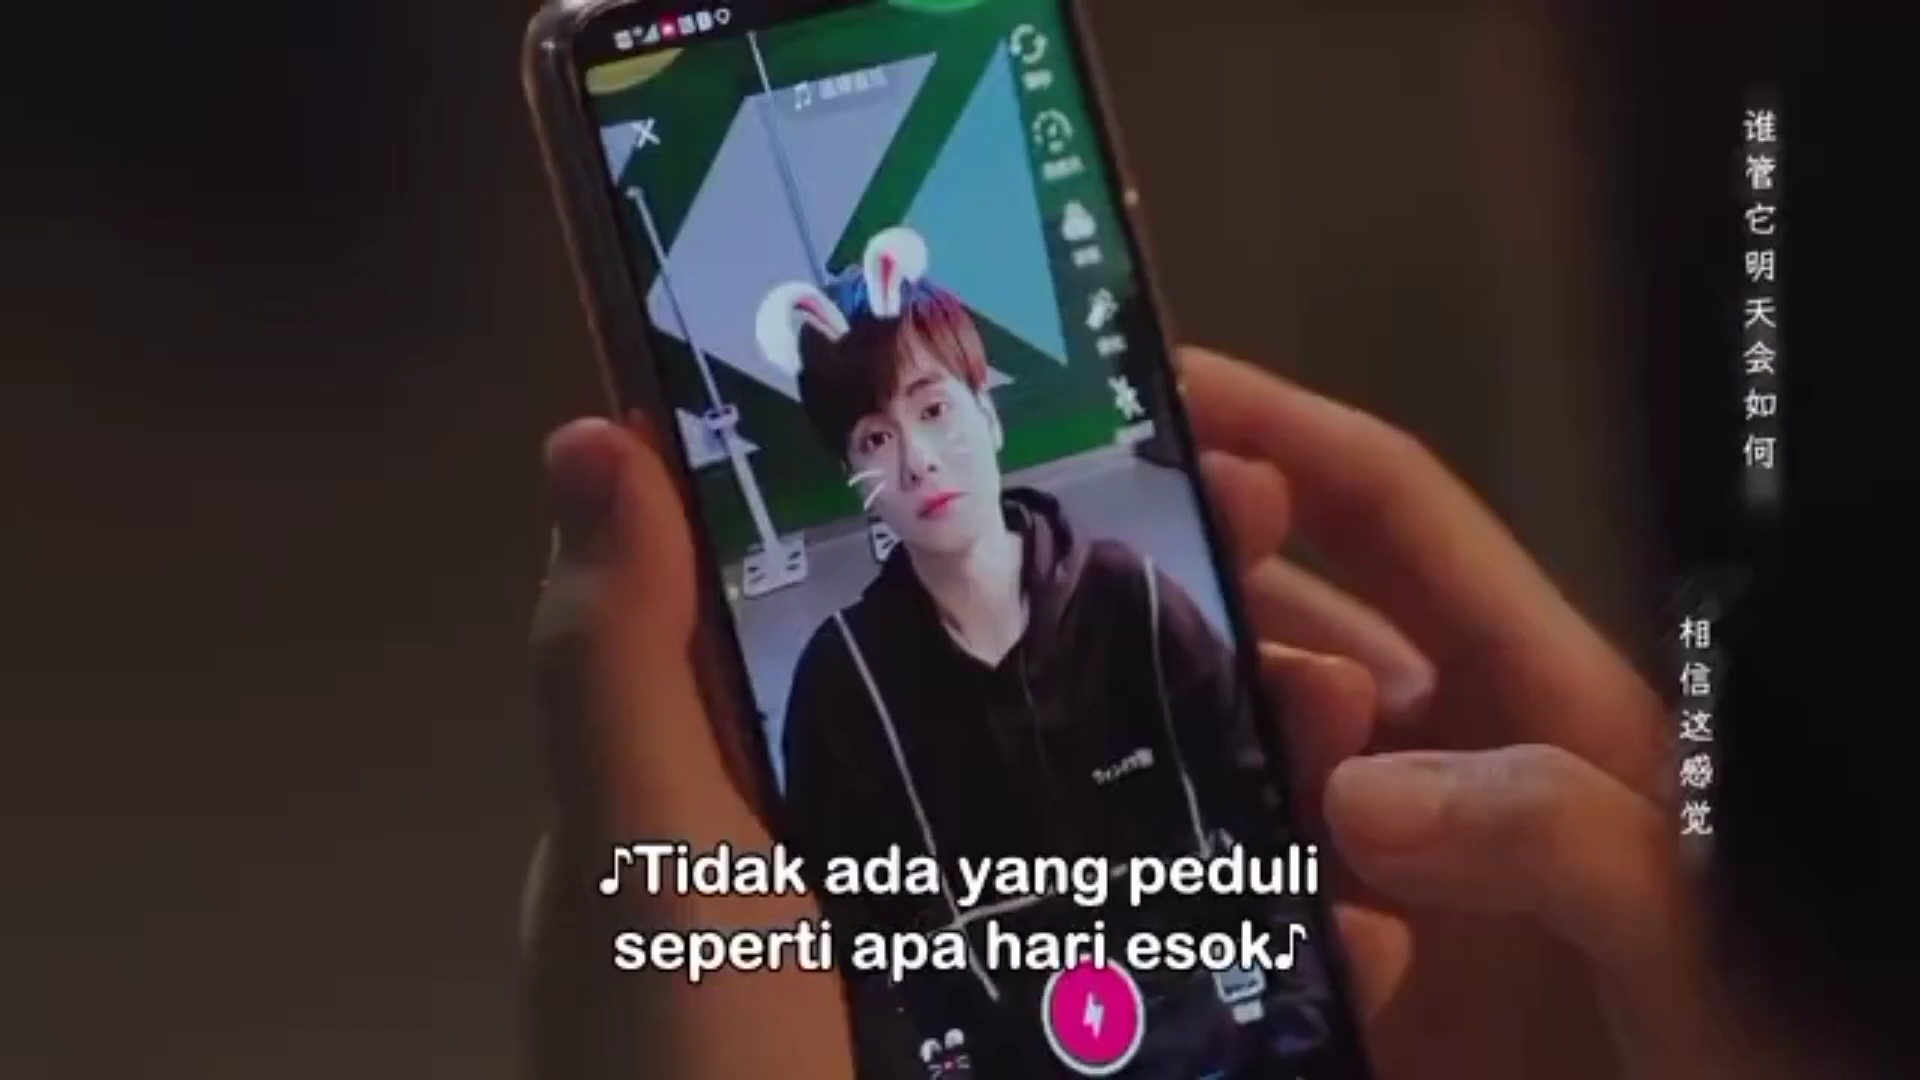 谁管它明天会如何
相信这感觉
♪Tidak ada yang peduli
seperti apa hari esok♪